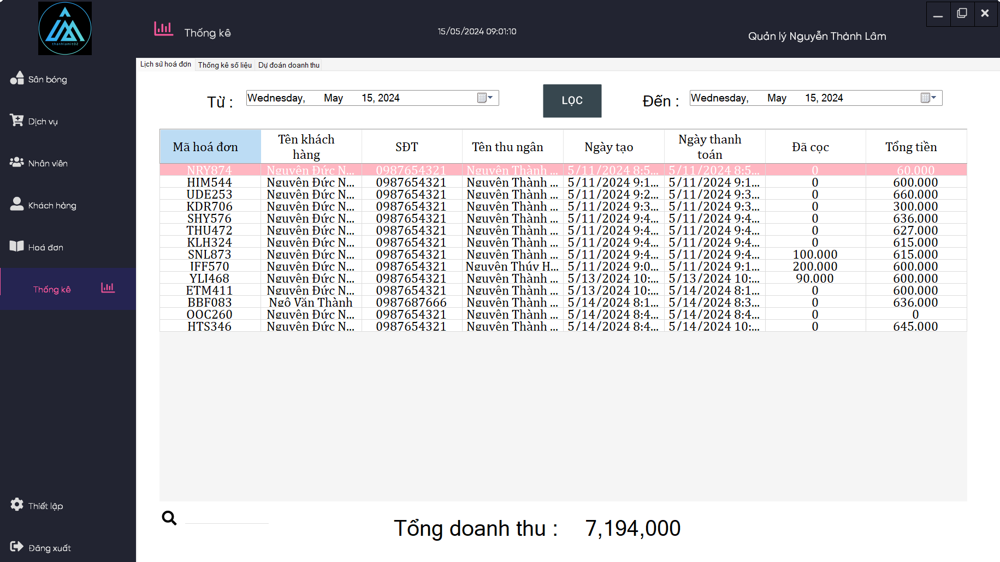 thanhlamit02
Thống kê
15/05/2024 09:01:10
Quản lý Nguyễn Thành Lâm
Sân bóng
Dịch vụ
Nhân viên
Khách hàng
Hoá đơn
Thống kê
Thiết lập
Đăng xuất
Lịch sử hoá đơn Thống kê số liệu Dự đoán doanh thu
Từ : Wednesday, May 15, 2024 LỌC Đến : Wednesday, May 15, 2024
Mã hoá đơn Tên khách hàng SĐT Tên thu ngân Ngày tạo Ngày thanh toán Đã cọc Tổng tiền
NRY874 Nguyễn Đức N... 0987654321 Nguyễn Thành ... 5/11/2024 8:5... 5/11/2024 8:5... 0 60.000
HIM544 Nguyễn Đức N... 0987654321 Nguyễn Thành ... 5/11/2024 9:1... 5/11/2024 9:1... 0 600.000
UDE253 Nguyễn Đức N... 0987654321 Nguyễn Thành ... 5/11/2024 9:2... 5/11/2024 9:3... 0 660.000
KDR706 Nguyễn Đức N... 0987654321 Nguyễn Thành ... 5/11/2024 9:3... 5/11/2024 9:3... 0 300.000
SHY576 Nguyễn Đức N... 0987654321 Nguyễn Thành ... 5/11/2024 9:4... 5/11/2024 9:4... 0 636.000
THU472 Nguyễn Đức N... 0987654321 Nguyễn Thành ... 5/11/2024 9:4... 5/11/2024 9:4... 0 627.000
KLH324 Nguyễn Đức N... 0987654321 Nguyễn Thành ... 5/11/2024 9:4... 5/11/2024 9:4... 0 615.000
SNL873 Nguyễn Đức N... 0987654321 Nguyễn Thành ... 5/11/2024 9:4... 5/11/2024 9:4... 100.000 615.000
Nguyễn Đức N... 0987654321 Nguyễn Thúy H... 5/11/2024 9:0... 5/11/2024 9:1... 200.000 600.000
Nguyễn Đức N... 0987654321 Nguyễn Thành ... 5/13/2024 10:... 5/13/2024 10:... 90.000 600.000
ETM411 Nguyễn Đức N... 0987654321 Nguyễn Thành ... 5/13/2024 10:... 5/14/2024 8:1... 0 600.000
BBF083 Ngô Văn Thành 0987687666 Nguyễn Thành ... 5/14/2024 8:1... 5/14/2024 8:3... 0 636.000
Nguyễn Đức N... 0987654321 Nguyễn Thành ... 5/14/2024 8:4... 5/14/2024 8:4... 0 0
HTS346 Nguyễn Đức N... 0987654321 Nguyễn Thành ... 5/14/2024 8:4... 5/14/2024 10:... 0 645.000
Tổng doanh thu : 7,194,000